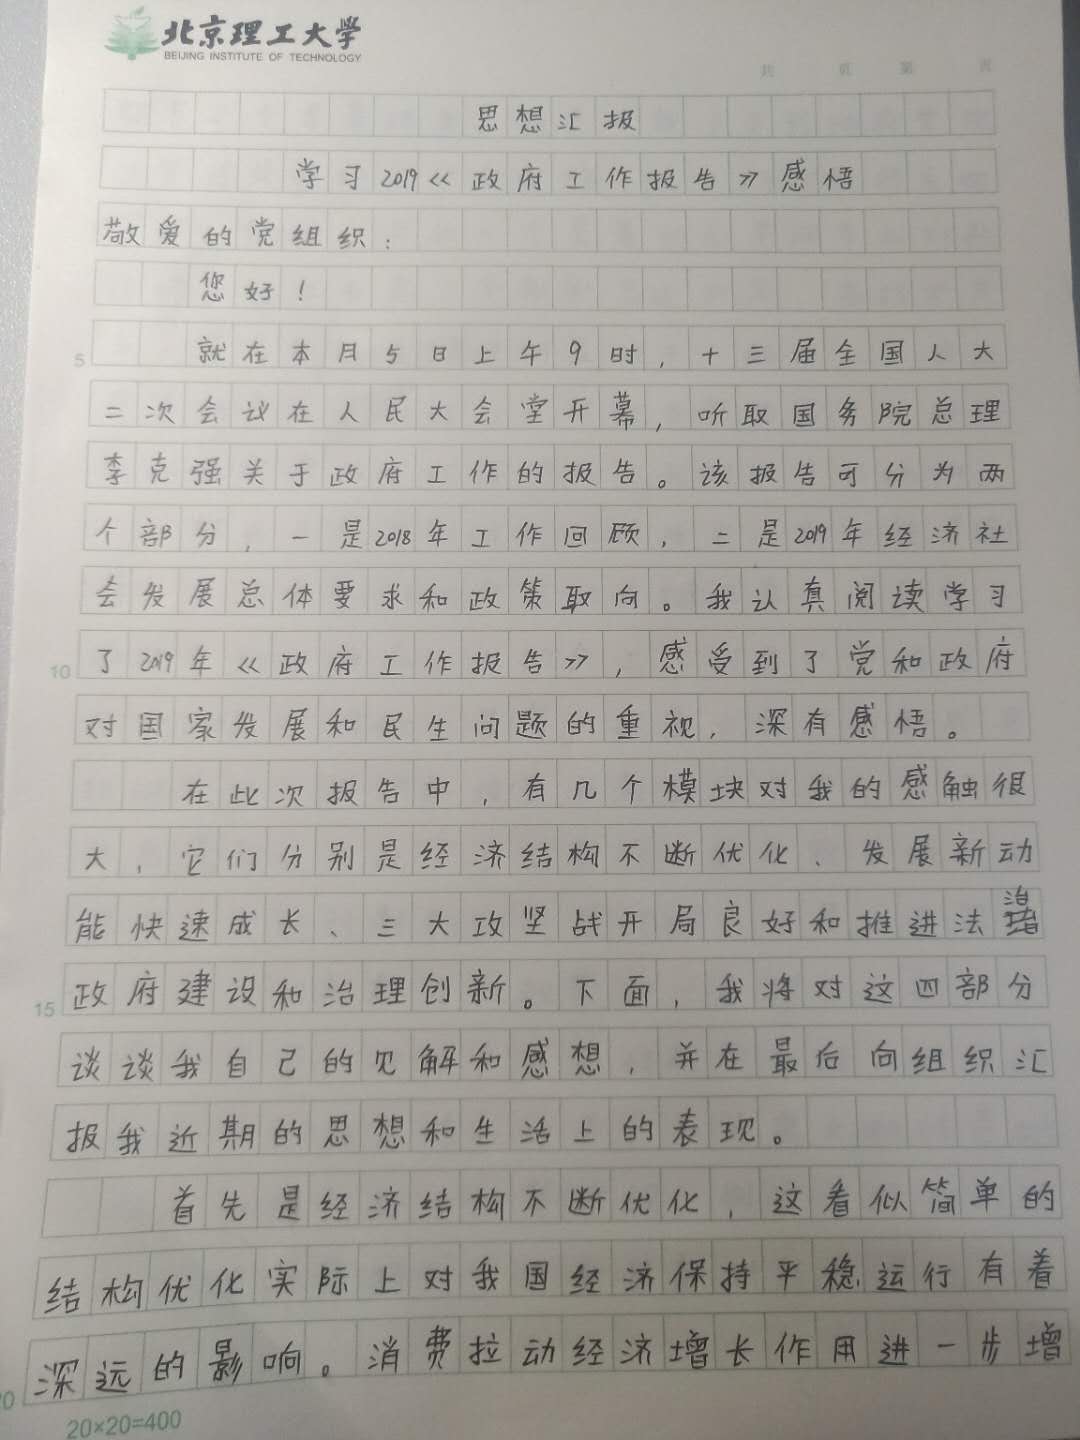 北京理工大学
BEIJING INSTITUTE OF TECHNOLOGY
共 页 第 页
思想汇报
学习2019《政府工作报告》感悟
敬爱的党组织：
您好！
5 就在本月5日上午9时，十三届全国人大
二次会议在人民大会堂开幕，听取国务院总理
李克强关于政府工作的报告。该报告可分为两
个部分，一是2018年工作回顾，二是2019年经济社
会发展总体要求和政策取向。我认真阅读学习
10 了2019年《政府工作报告》，感受到了党和政府
对国家发展和民生问题的重视，深有感悟。
在此次报告中，有几个模块对我的感触很
大，它们分别是经济结构不断优化、发展新动
能快速成长、三大攻坚战开局良好和推进法治
15 政府建设和治理创新。下面，我将对这四部分
谈谈我自己的见解和感想，并在最后向组织汇
报我近期的思想和生活上的表现。
首先是经济结构不断优化，这看似简单的
结构优化实际上对我国经济保持平稳运行有着
20 深远的影响。消费拉动经济增长作用进一步增
20×20=400